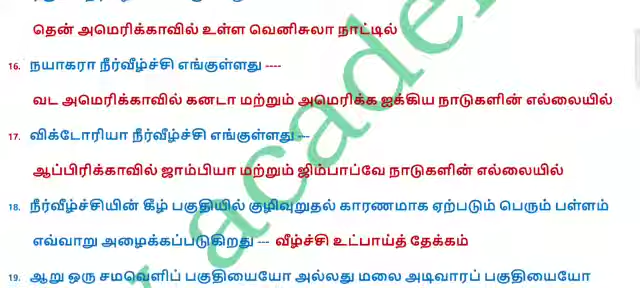 தென் அமெரிக்காவில் உள்ள வெனிசுலா நாட்டில்
16. நயாகரா நீர்வீழ்ச்சி எங்குள்ளது ----
வட அமெரிக்காவில் கனடா மற்றும் அமெரிக்க ஐக்கிய நாடுகளின் எல்லையில்
17. விக்டோரியா நீர்வீழ்ச்சி எங்குள்ளது ---
ஆப்பிரிக்காவில் ஜாம்பியா மற்றும் ஜிம்பாப்வே நாடுகளின் எல்லையில்
18. நீர்வீழ்ச்சியின் கீழ் பகுதியில் குழிவுறுதல் காரணமாக ஏற்படும் பெரும் பள்ளம்
எவ்வாறு அழைக்கப்படுகிறது --- வீழ்ச்சி உட்பாய்த் தேக்கம்
19. ஆறு ஒரு சமவெளிப் பகுதியையோ அல்லது மலை அடிவாரப் பகுதியையோ